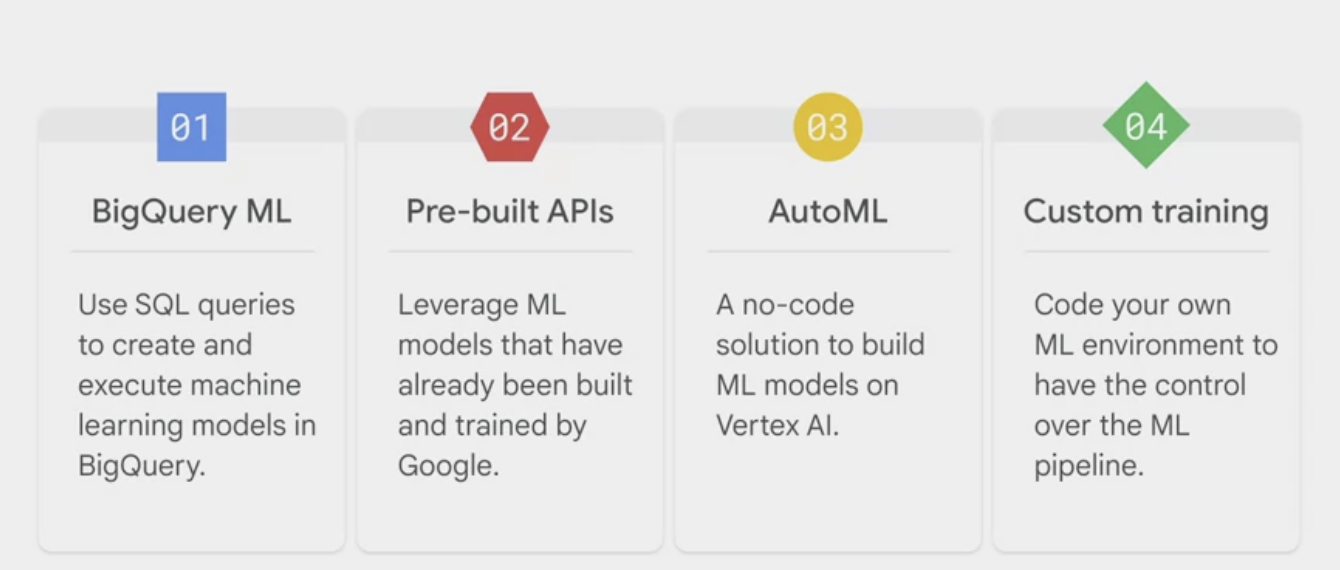 01
BigQuery ML
Use SQL queries
to create and
execute machine
learning models in
BigQuery.
02
Pre-built APIs
Leverage ML
models that have
already been built
and trained by
Google.
03
AutoML
A no-code
solution to build
ML models on
Vertex AI.
04
Custom training
Code your own
ML environment to
have the control
over the ML
pipeline.